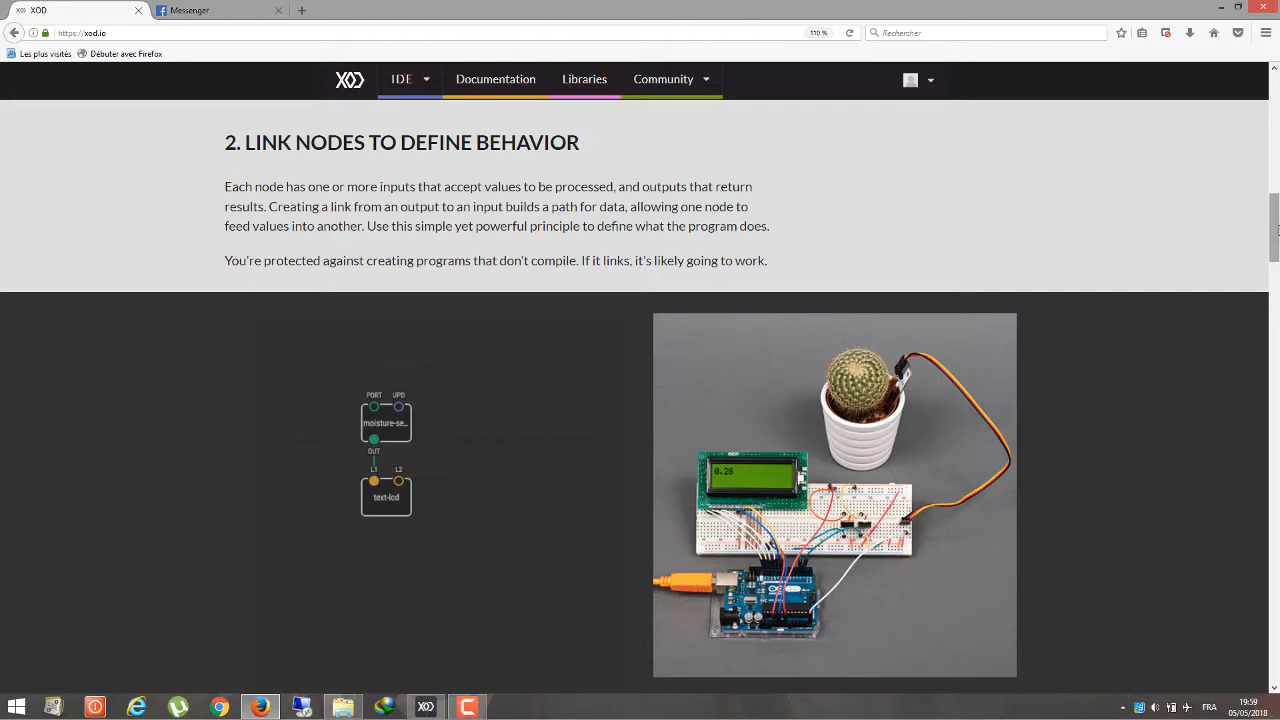 XOD
Messenger
https://xod.io
110 %
Rechercher
Les plus visités
Débuter avec Firefox
XOD
IDE
Documentation
Libraries
Community
2. LINK NODES TO DEFINE BEHAVIOR
Each node has one or more inputs that accept values to be processed, and outputs that return
results. Creating a link from an output to an input builds a path for data, allowing one node to
feed values into another. Use this simple yet powerful principle to define what the program does.
You're protected against creating programs that don't compile. If it links, it's likely going to work.
PORT
UPD
moisture-se...
OUT
L1
L2
text-lcd
0.28
FRA
19:59
05/05/2018